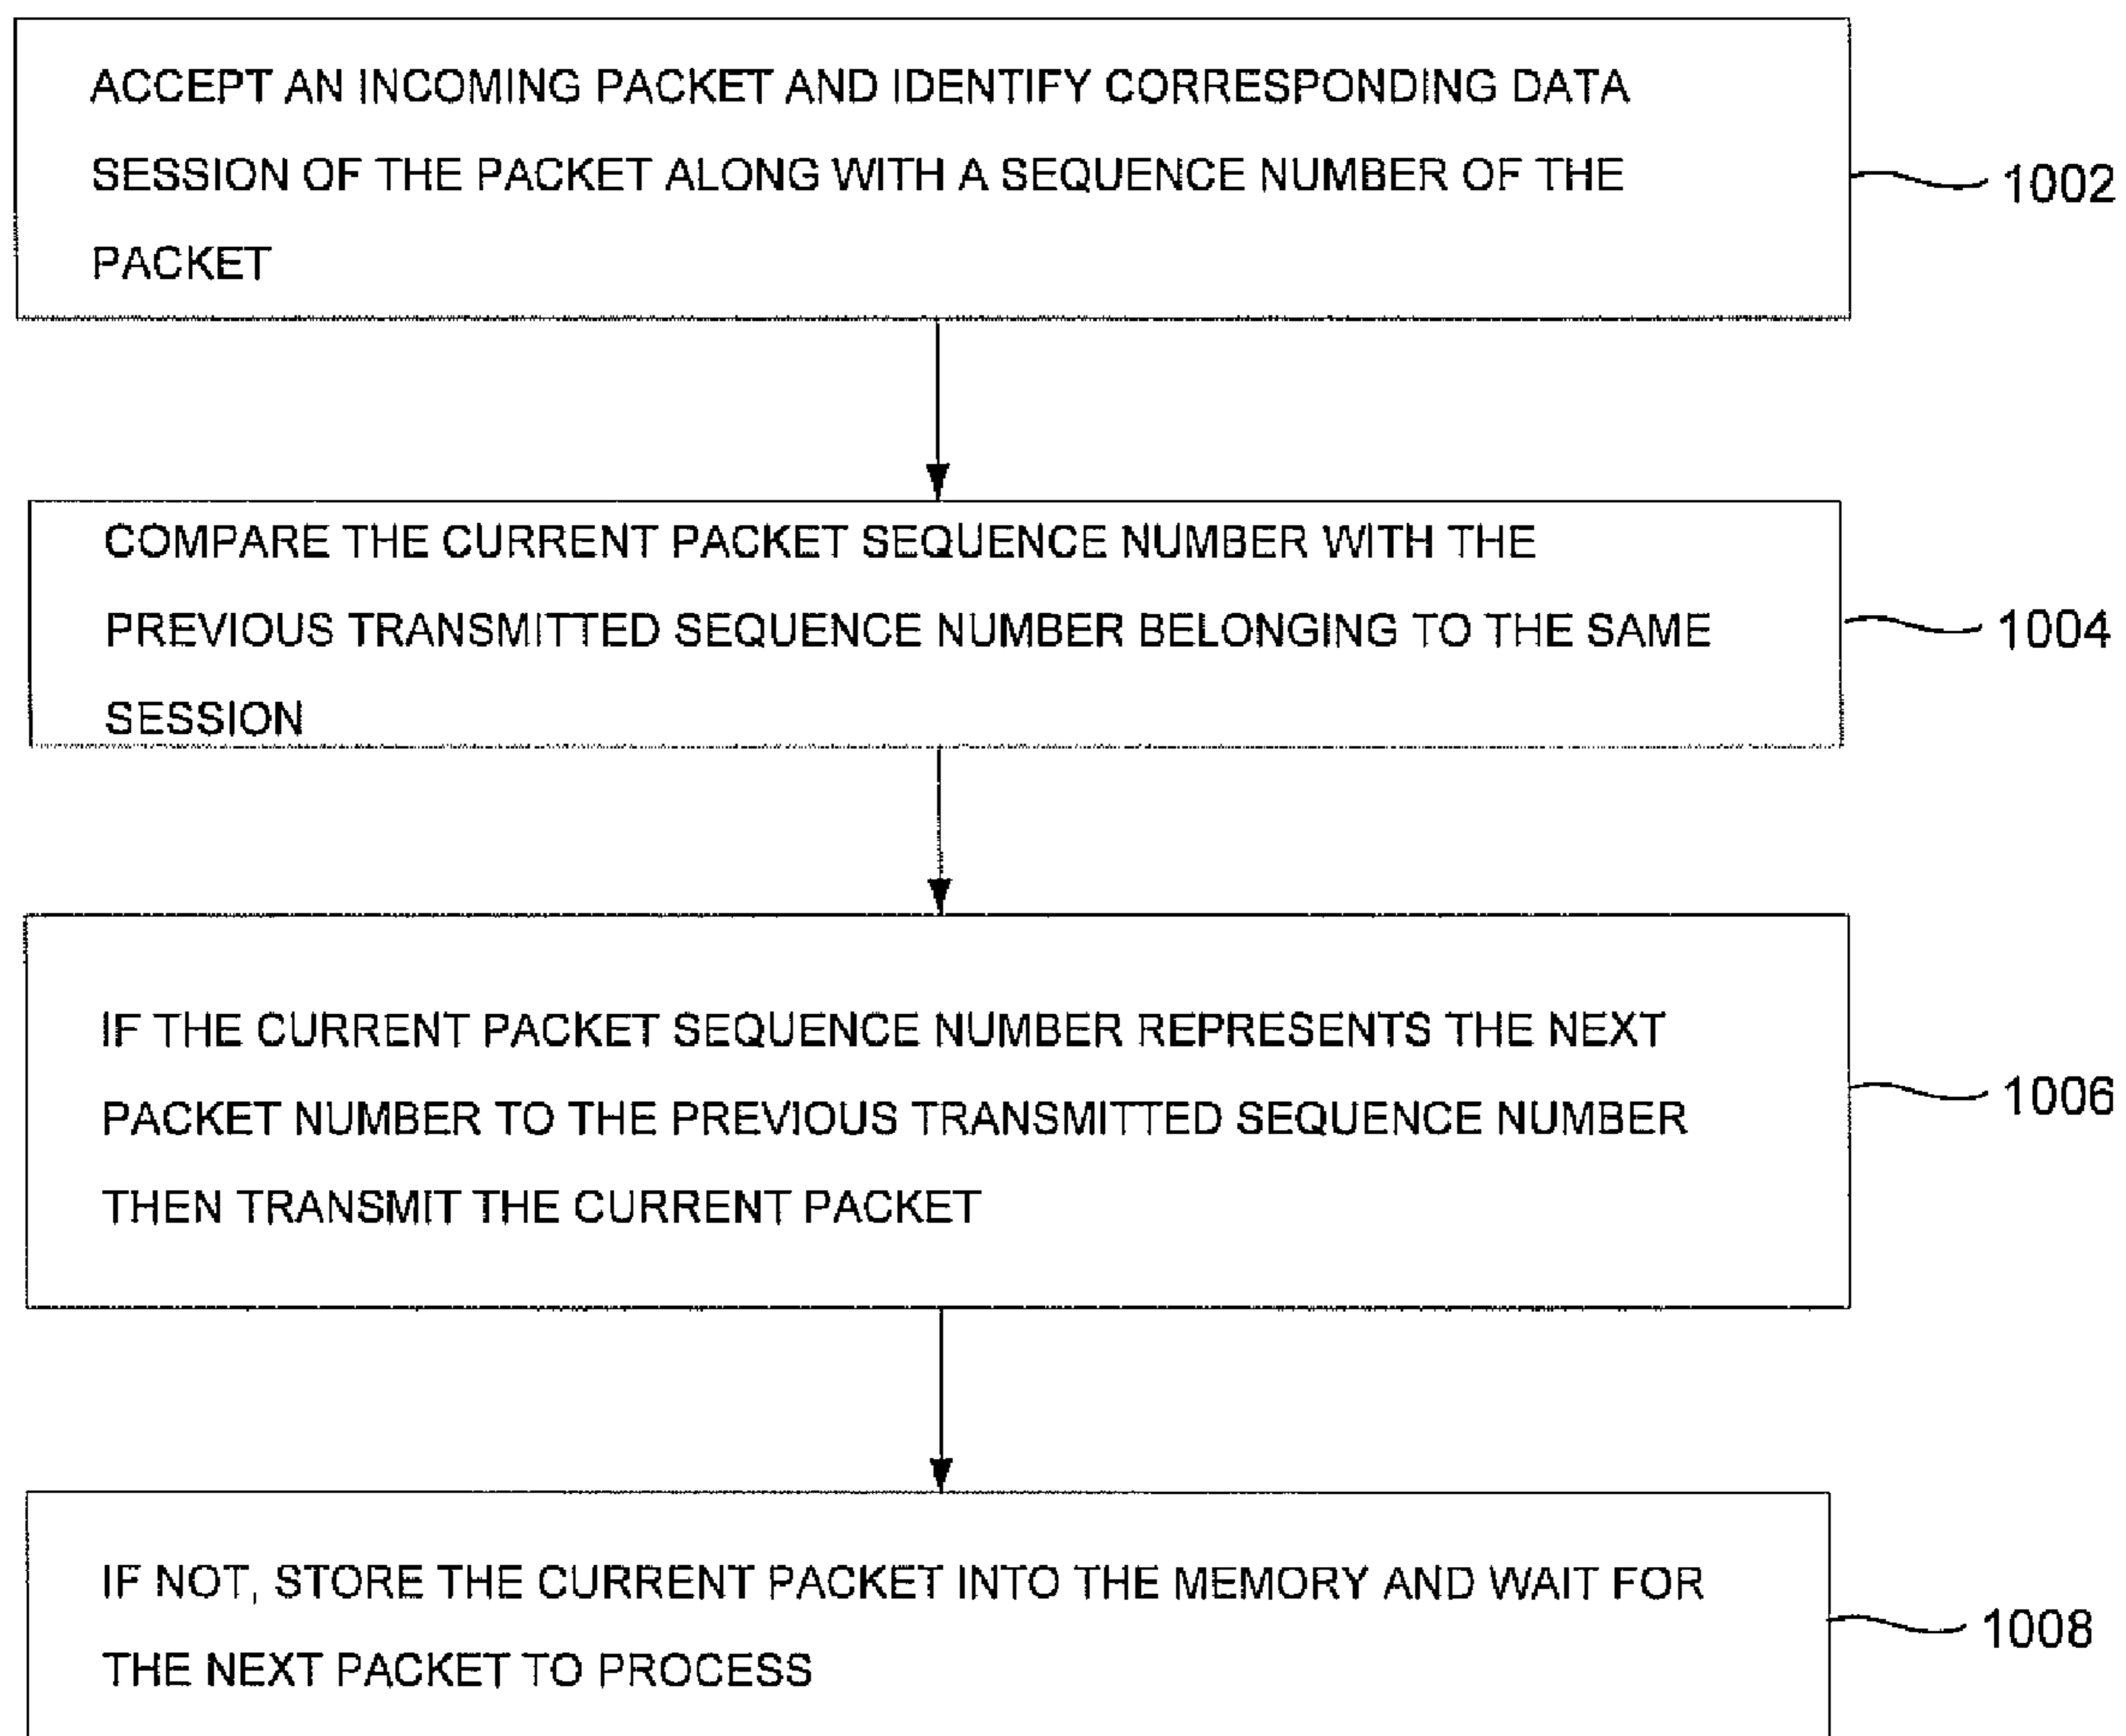 ACCEPT AN INCOMING PACKET AND IDENTIFY CORRESPONDING DATA
SESSION OF THE PACKET ALONG WITH A SEQUENCE NUMBER OF THE
PACKET
1002
COMPARE THE CURRENT PACKET SEQUENCE NUMBER WITH THE
PREVIOUS TRANSMITTED SEQUENCE NUMBER BELONGING TO THE SAME
SESSION
1004
IF THE CURRENT PACKET SEQUENCE NUMBER REPRESENTS THE NEXT
PACKET NUMBER TO THE PREVIOUS TRANSMITTED SEQUENCE NUMBER
THEN TRANSMIT THE CURRENT PACKET
1006
IF NOT, STORE THE CURRENT PACKET INTO THE MEMORY AND WAIT FOR
THE NEXT PACKET TO PROCESS
1008